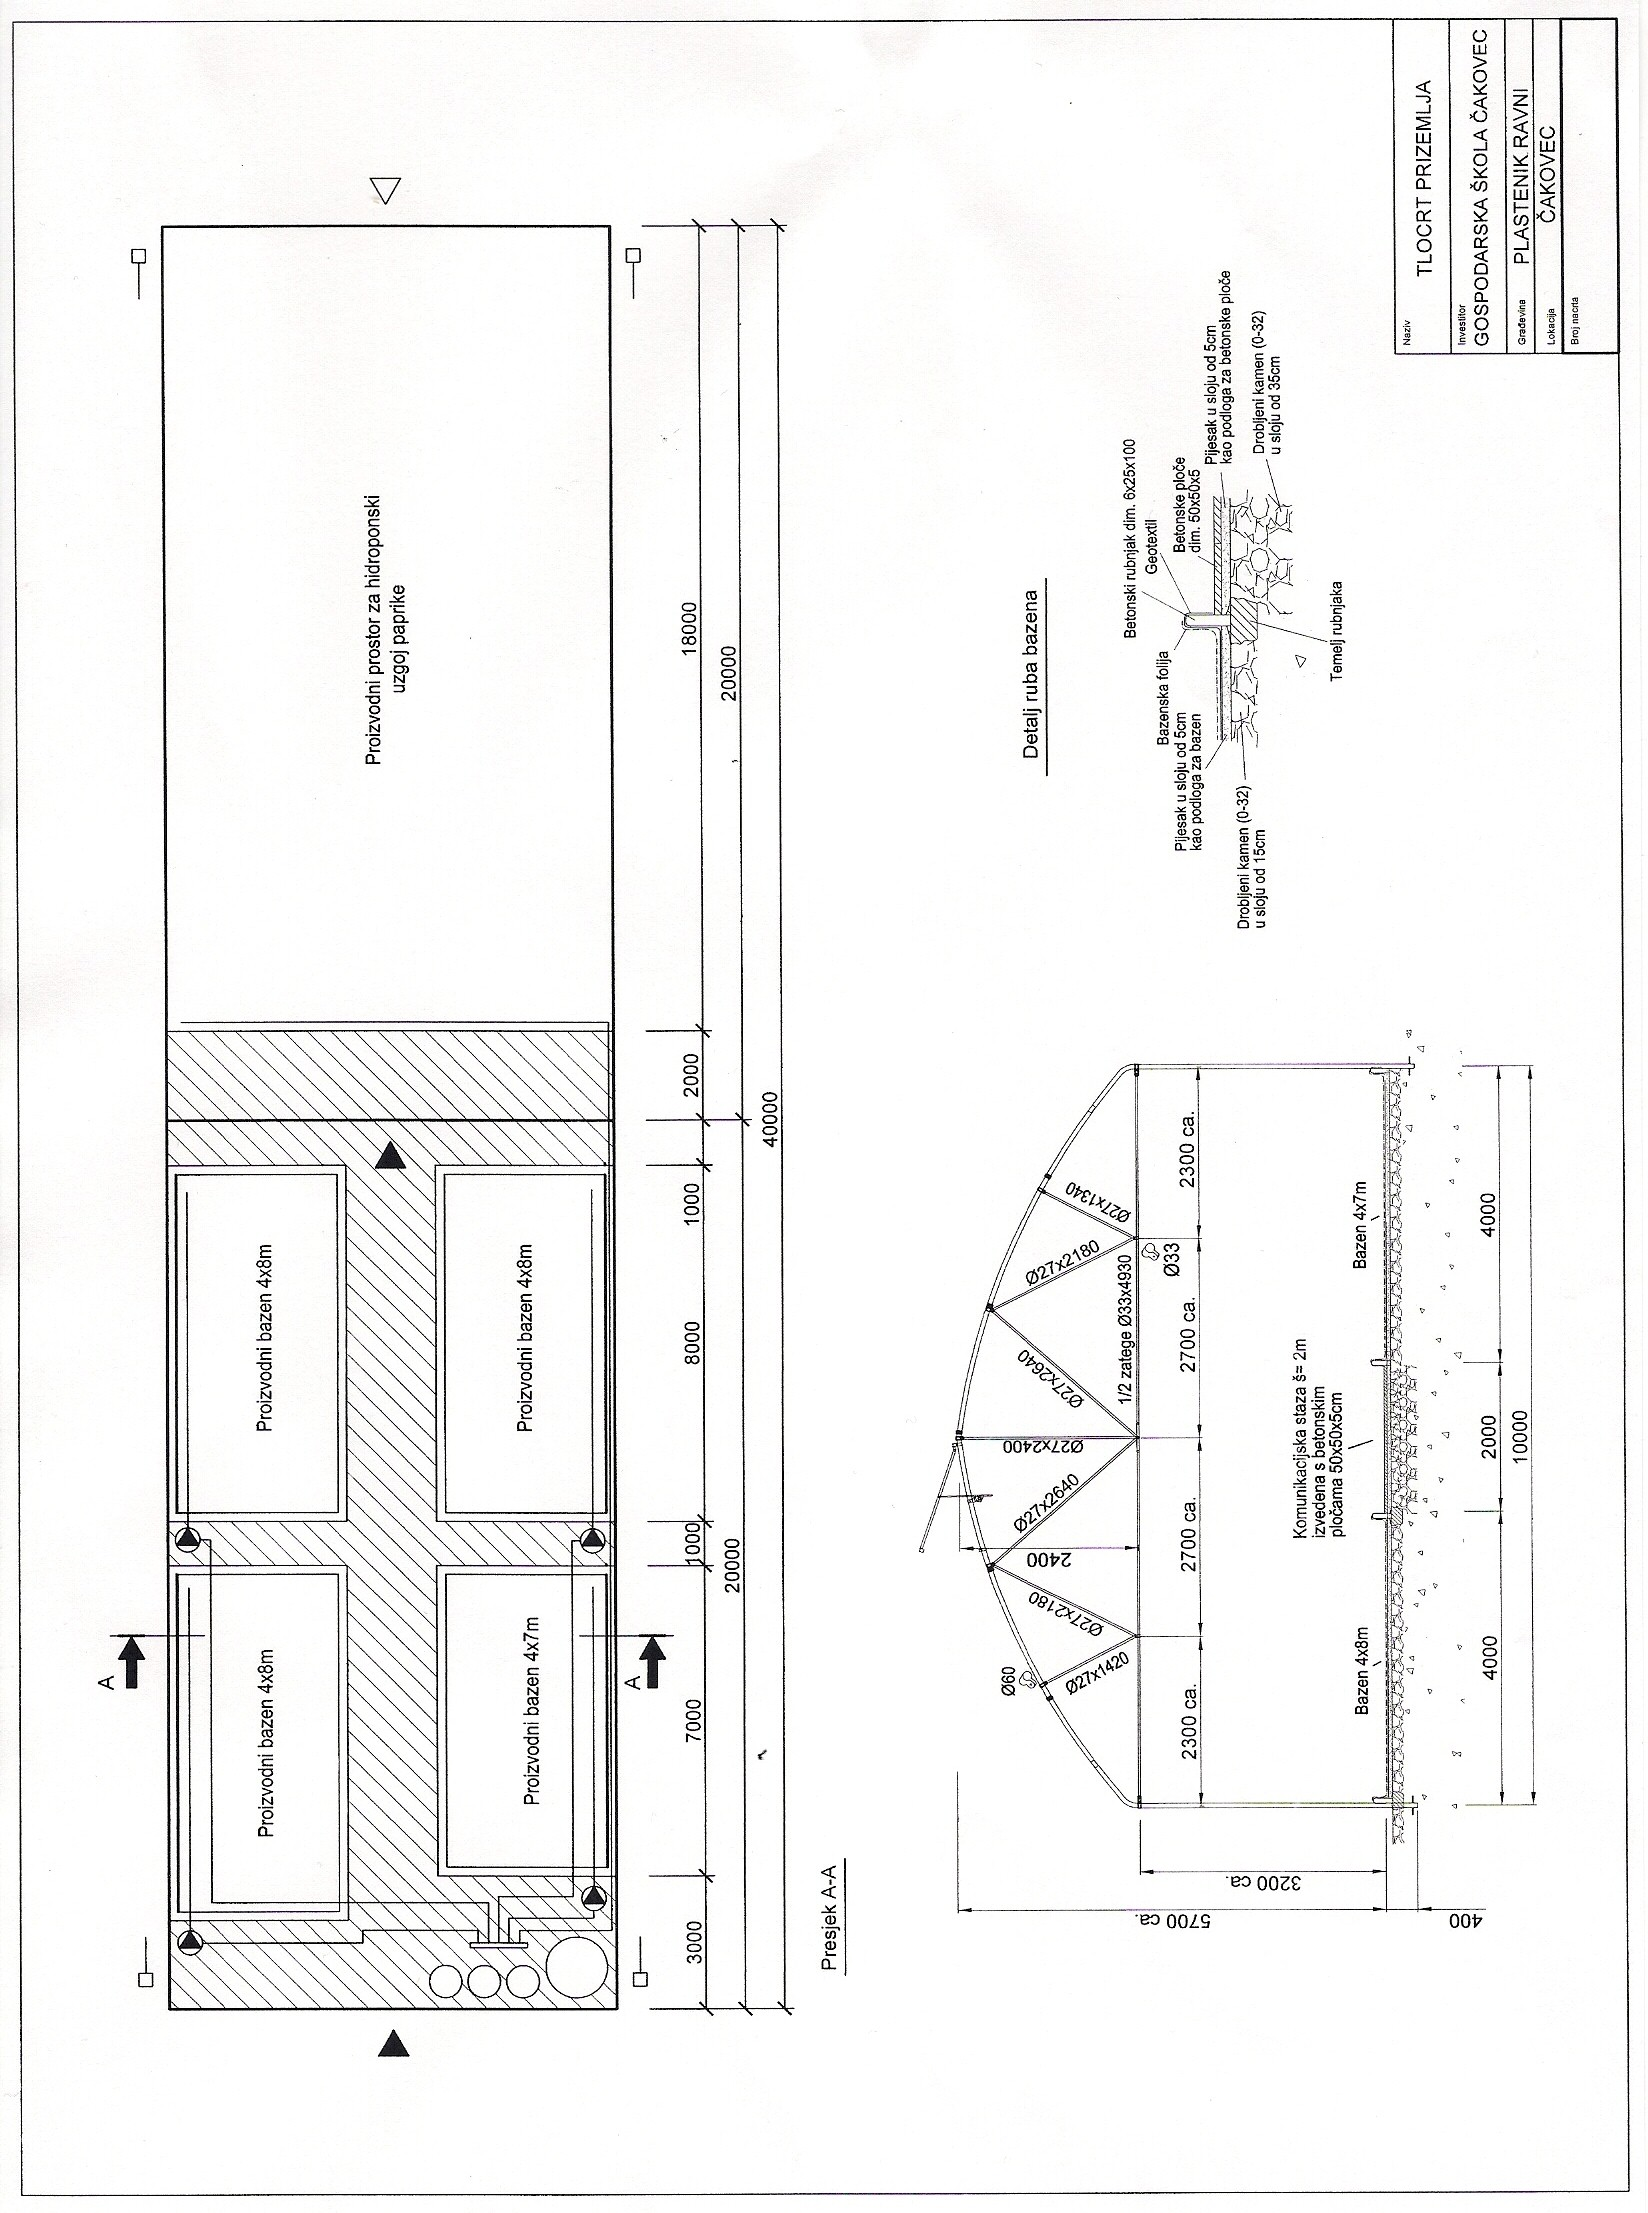 Proizvodni bazen 4x8m
Proizvodni bazen 4x8m
Proizvodni prostor za hidroponski
uzgoj paprike
Proizvodni bazen 4x7m
Proizvodni bazen 4x8m
A
A
3000
7000
1000
8000
1000
2000
18000
20000
20000
40000
Presjek A-A
Ø60
Ø27x1420
Ø27x2180
2400
Ø27x2640
Ø27x2400
Ø27x2640
Ø27x2180
Ø27x1340
1/2 zatege Ø33x4930
Ø33
2300 ca.
2700 ca.
2700 ca.
2300 ca.
5700 ca.
3200 ca.
400
Komunikacijska staza š= 2m
izvedena s betonskim
pločama 50x50x5cm
Bazen 4x8m
Bazen 4x7m
4000
2000
4000
10000
Detalj ruba bazena
Betonski rubnjak dim. 6x25x100
Geotextil
Bazenska folija
Pijesak u sloju od 5cm
kao podloga za bazen
Betonske ploče
dim. 50x50x5
Pijesak u sloju od 5cm
kao podloga za betonske ploče
Drobljeni kamen (0-32)
u sloju od 15cm
Drobljeni kamen (0-32)
u sloju od 35cm
Temelj rubnjaka
Naziv
TLOCRT PRIZEMLJA
Investitor
GOSPODARSKA ŠKOLA ČAKOVEC
Građevina
PLASTENIK RAVNI
Lokacija
ČAKOVEC
Broj nacrta